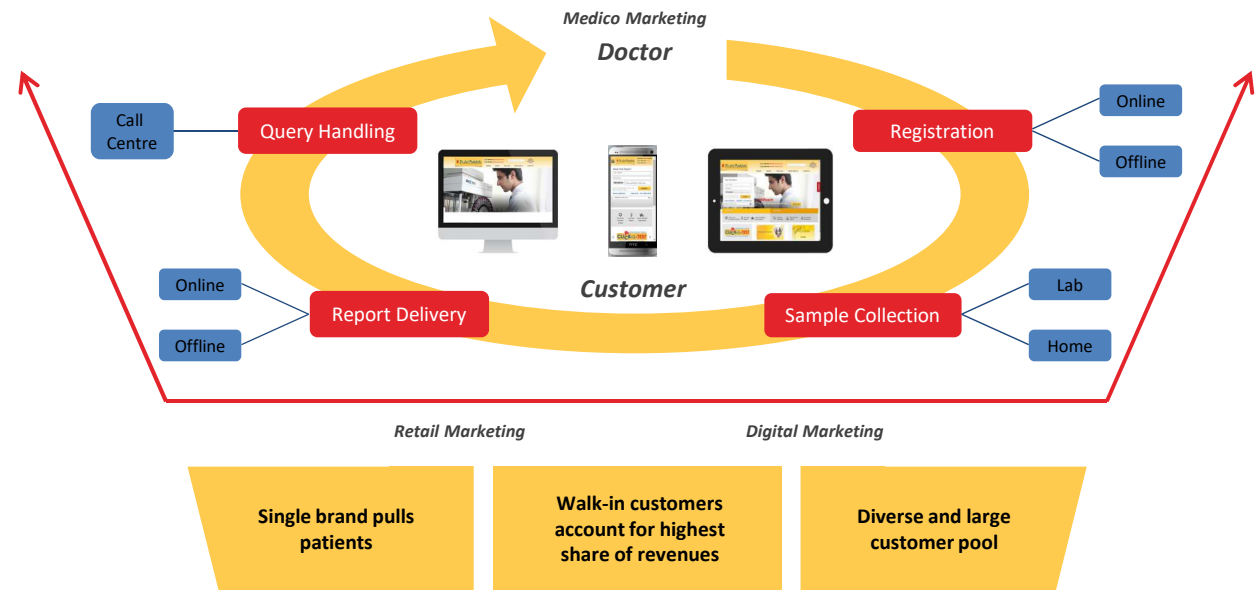 Medico Marketing
Doctor
Call
Centre
Query Handling
Registration
Online
Offline
Customer
Online
Offline
Report Delivery
Sample Collection
Lab
Home
Retail Marketing
Digital Marketing
Single brand pulls
patients
Walk-in customers
account for highest
share of revenues
Diverse and large
customer pool